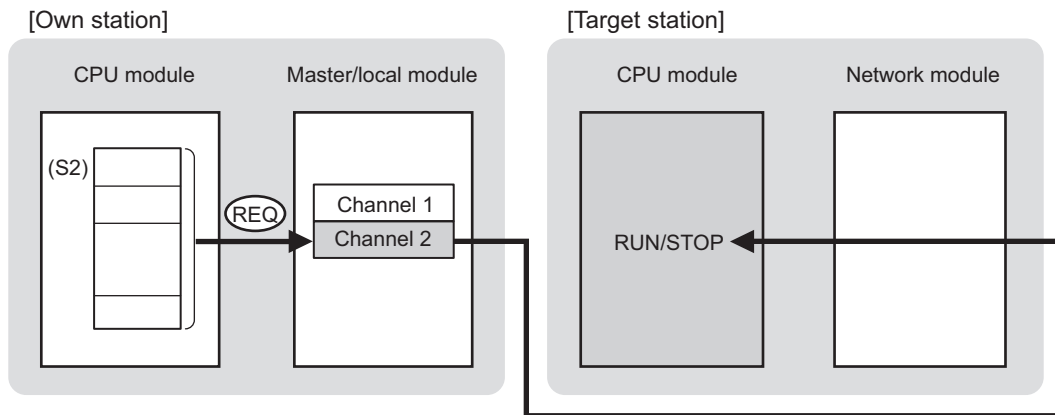 [Own station]
[Target station]
CPU module
Master/local module
CPU module
Network module
(S2)
REQ
Channel 1
Channel 2
RUN/STOP